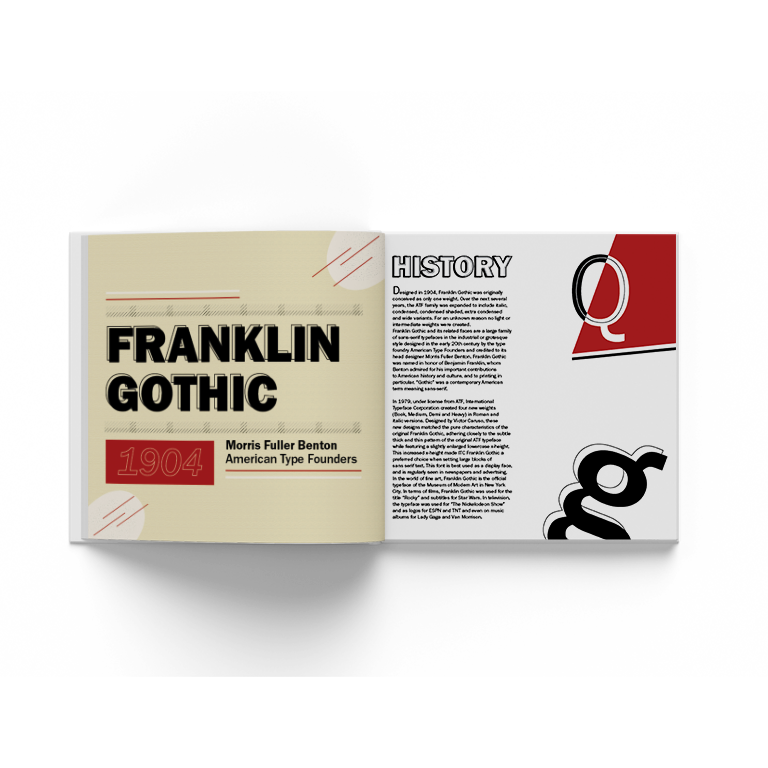 FRANKLIN
GOTHIC
1904
Morris Fuller Benton
American Type Founders
HISTORY
Designed in 1904, Franklin Gothic was originally
conceived as only one weight. Over the next several
years, the ATF family was expanded to include italic,
condensed, condensed shaded, extra condensed
and wide variants. For an unknown reason no light or
intermediate weights were created.
Franklin Gothic and its related faces are a large family
of sans-serif typefaces in the industrial or grotesque
style designed in the early 20th century by the type
foundry American Type Founders and credited to its
head designer Morris Fuller Benton. Franklin Gothic
was named in honor of Benjamin Franklin, whom
Benton admired for his important contributions
to American history and culture, and to printing in
particular. "Gothic" was a contemporary American
term meaning sans-serif.
In 1979, under license from ATF, International
Typeface Corporation created four new weights
(Book, Medium, Demi and Heavy) in Roman and
italic versions. Designed by Victor Caruso, these
new designs matched the pure characteristics of the
original Franklin Gothic, adhering closely to the subtle
thick and thin pattern of the original ATF typeface
while featuring a slightly enlarged lowercase x height.
This increased x height made ITC Franklin Gothic a
preferred choice when setting large blocks of
sans serif text. This font is best used as a display face,
and is regularly seen in newspapers and advertising.
In the world of fine art, Franklin Gothic is the official
typeface of the Museum of Modern Art in New York
City. In terms of films, Franklin Gothic was used for the
title "Rocky" and subtitles for Star Wars. In television,
the typeface was used for "The Nickelodeon Show"
and as logos for ESPN and TNT and even on music
albums for Lady Gaga and Van Morrison.
Q
g